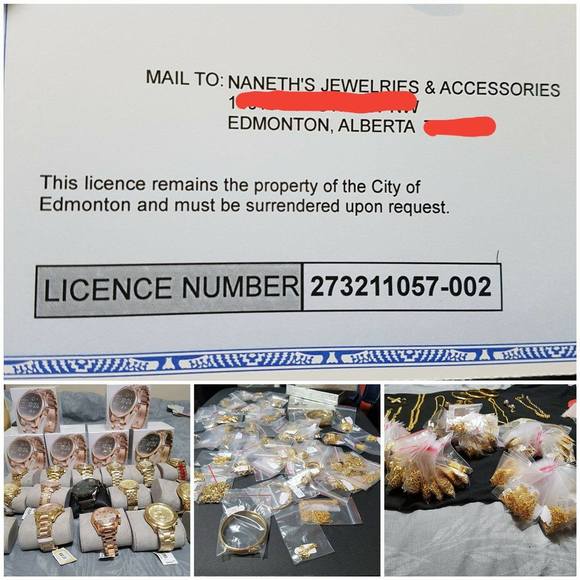 MAIL TO: NANETH'S JEWELRIES & ACCESSORIES
EDMONTON, ALBERTA
This licence remains the property of the City of
Edmonton and must be surrendered upon request.
LICENCE NUMBER 273211057-002